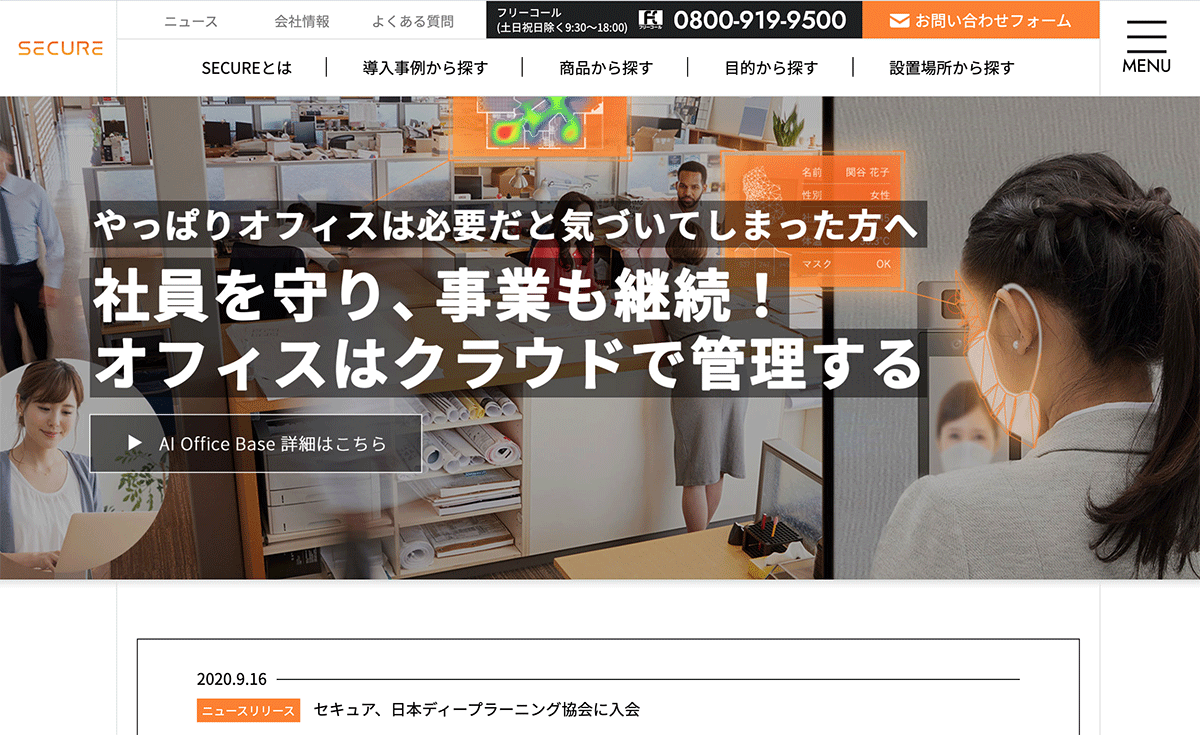 SECURE
ニュース
会社情報
よくある質問
フリーコール
(土日祝日除く9:30〜18:00)
フリーコール
0800-919-9500
お問い合わせフォーム
MENU
SECUREとは
導入事例から探す
商品から探す
目的から探す
設置場所から探す
名前 関谷 花子
性別 女性
マスク OK
やっぱりオフィスは必要だと気づいてしまった方へ
社員を守り、事業も継続！
オフィスはクラウドで管理する
AI Office Base 詳細はこちら
2020.9.16
ニュースリリース
セキュア、日本ディープラーニング協会に入会